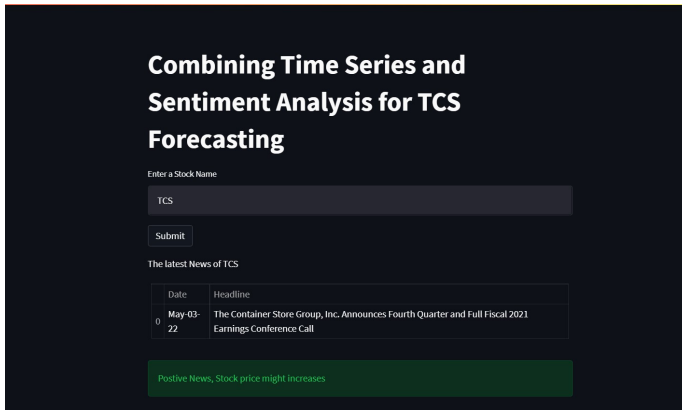 Combining Time Series and
Sentiment Analysis for TCS
Forecasting
Enter a Stock Name
TCS
Submit
The latest News of TCS
Date Headline
0 May-03-22 The Container Store Group, Inc. Announces Fourth Quarter and Full Fiscal 2021
Earnings Conference Call
Postive News, Stock price might increases